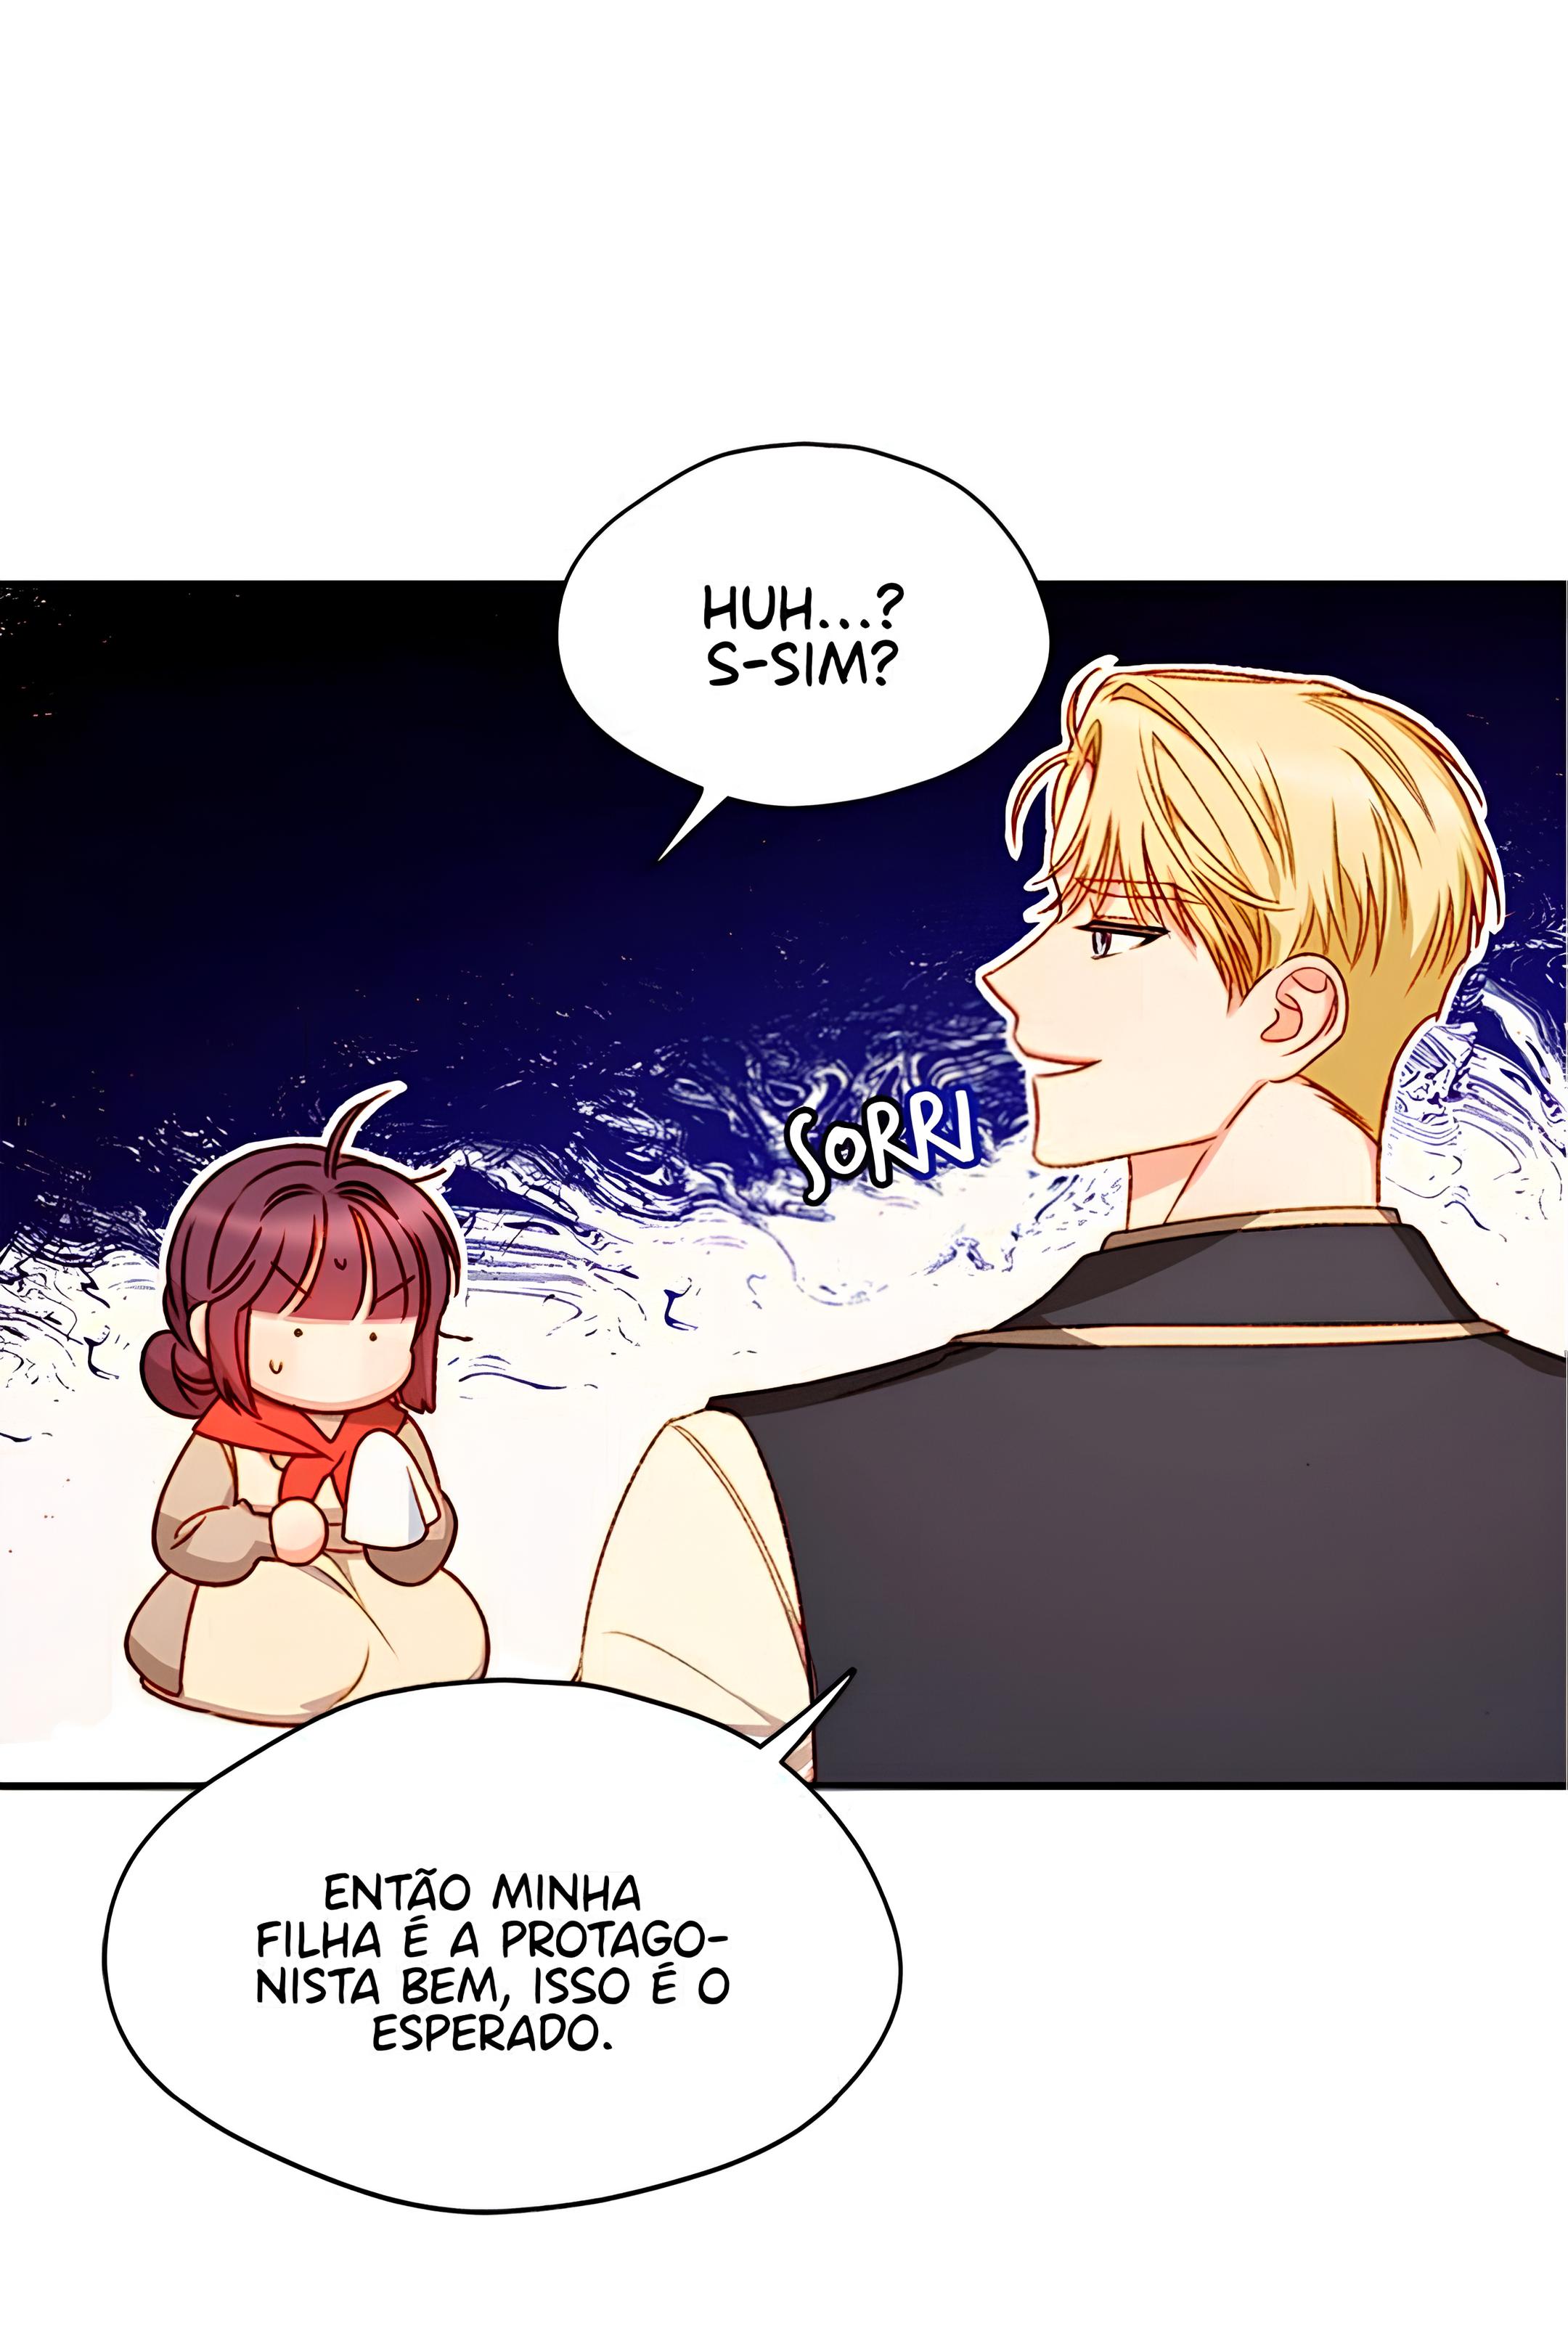 HUH...?
S-SIM?
SORRI
ENTÃO MINHA
FILHA É A PROTAGO-
NISTA BEM, ISSO É O
ESPERADO.